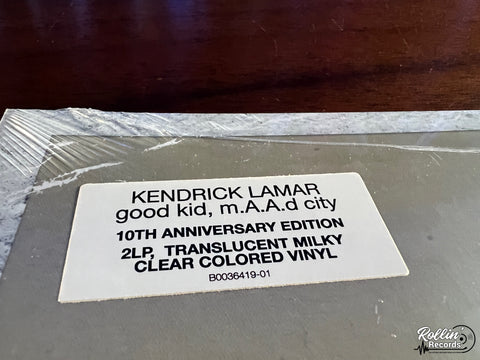 KENDRICK LAMAR
good kid, m.A.A.d city
10TH ANNIVERSARY EDITION
2LP, TRANSLUCENT MILKY
CLEAR COLORED VINYL
B0036419-01
Rollin
Records